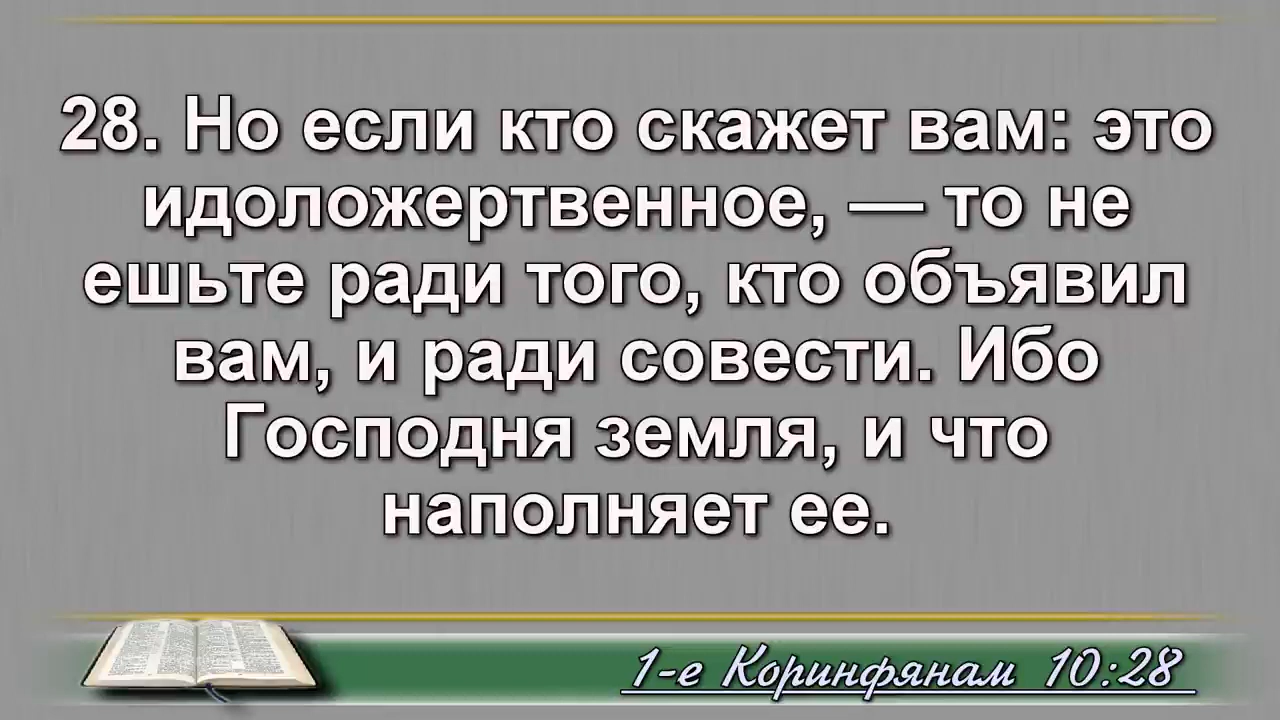 28. Но если кто скажет вам: это
идоложертвенное, — то не
ешьте ради того, кто объявил
вам, и ради совести. Ибо
Господня земля, и что
наполняет ее.
1-е Коринфянам 10:28